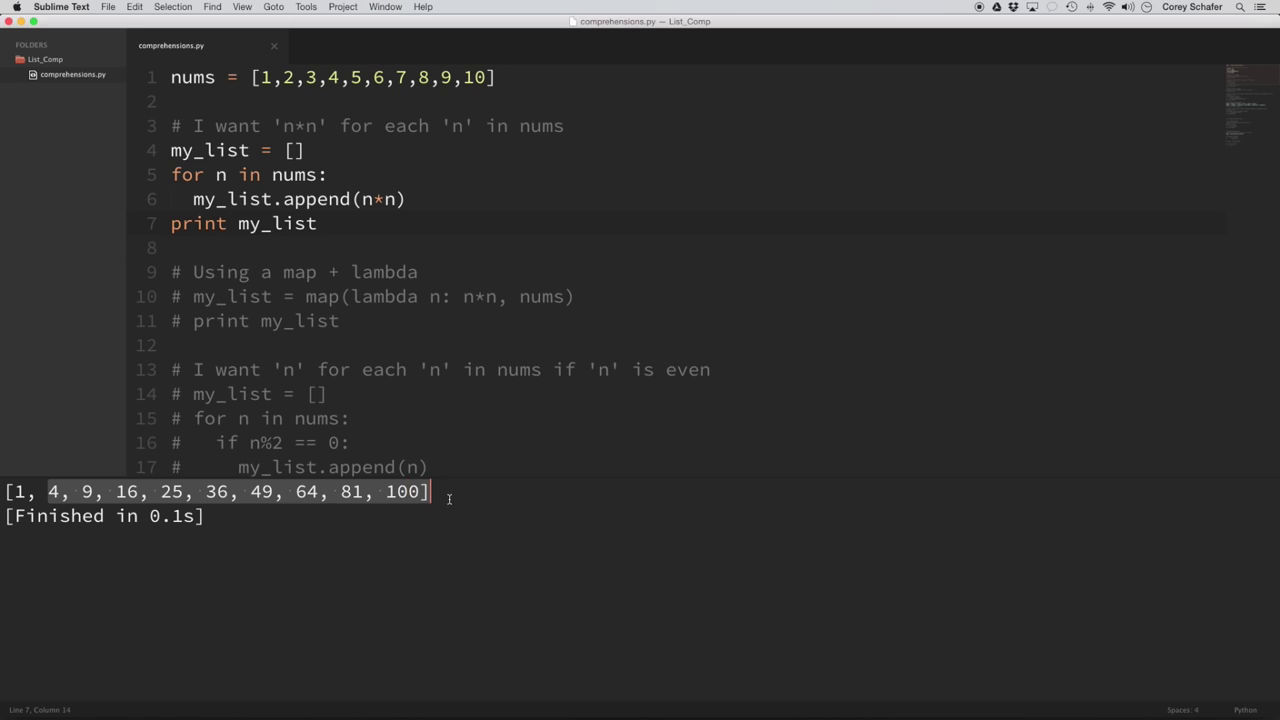 Sublime Text File Edit Selection Find View Goto Tools Project Window Help Corey Schafer
comprehensions.py — List_Comp
FOLDERS
List_Comp
comprehensions.py
comprehensions.py
1 nums = [1,2,3,4,5,6,7,8,9,10]
2
3 # I want 'n*n' for each 'n' in nums
4 my_list = []
5 for n in nums:
6   my_list.append(n*n)
7 print my_list
8
9 # Using a map + lambda
10 # my_list = map(lambda n: n*n, nums)
11 # print my_list
12
13 # I want 'n' for each 'n' in nums if 'n' is even
14 # my_list = []
15 # for n in nums:
16 #   if n%2 == 0:
17 #     my_list.append(n)
[1, 4, 9, 16, 25, 36, 49, 64, 81, 100]
[Finished in 0.1s]
Line 7, Column 14 Spaces: 4 Python